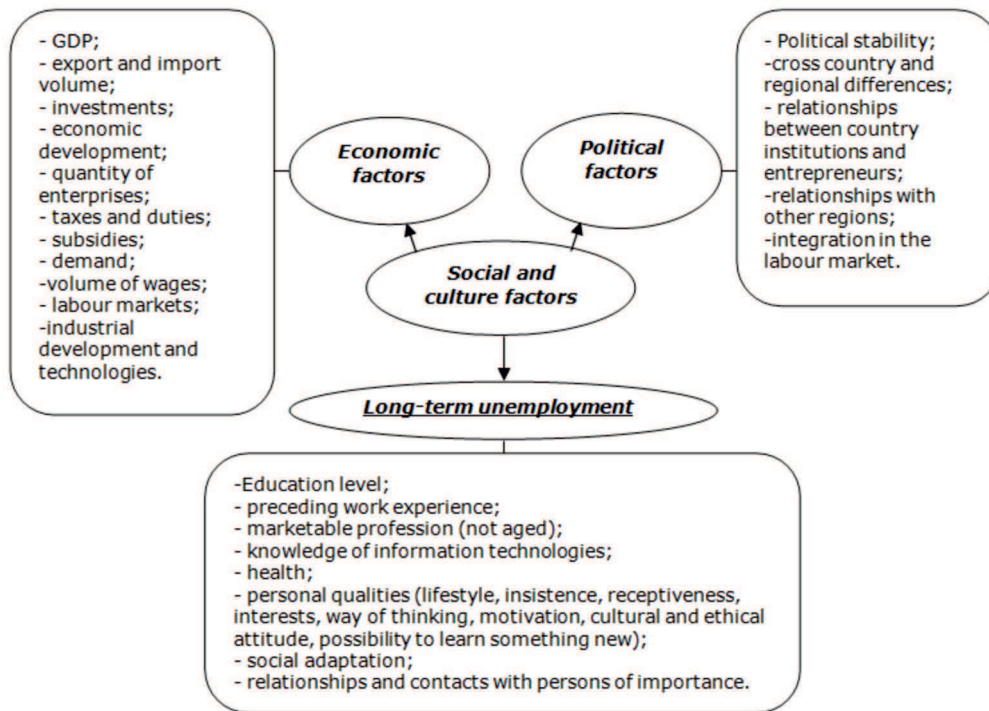 - GDP;
- export and import
volume;
- investments;
- economic
development;
- quantity of
enterprises;
- taxes and duties;
- subsidies;
- demand;
-volume of wages;
- labour markets;
-industrial
development and
technologies.
Economic
factors
Political
factors
- Political stability;
-cross country and
regional differences;
- relationships
between country
institutions and
entrepreneurs;
-relationships with
other regions;
-integration in the
labour market.
Social and
culture factors
Long-term unemployment
-Education level;
- preceding work experience;
- marketable profession (not aged);
- knowledge of information technologies;
- health;
- personal qualities (lifestyle, insistence, receptiveness,
interests, way of thinking, motivation, cultural and ethical
attitude, possibility to learn something new);
- social adaptation;
- relationships and contacts with persons of importance.